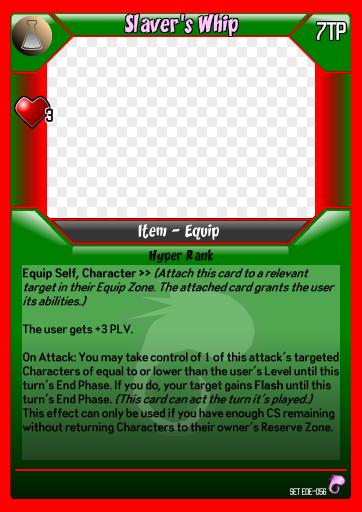 Slaver's Whip
7TP
3
Item - Equip
Hyper Rank
Equip Self, Character >> (Attach this card to a relevant
target in their Equip Zone. The attached card grants the user
its abilities.)
The user gets +3 PLV.
On Attack: You may take control of 1 of this attack's targeted
Characters of equal to or lower than the user's Level until this
turn's End Phase. If you do, your target gains Flash until this
turn's End Phase. (This card can act the turn it's played.)
This effect can only be used if you have enough CS remaining
without returning Characters to their owner's Reserve Zone.
SET EOE-056